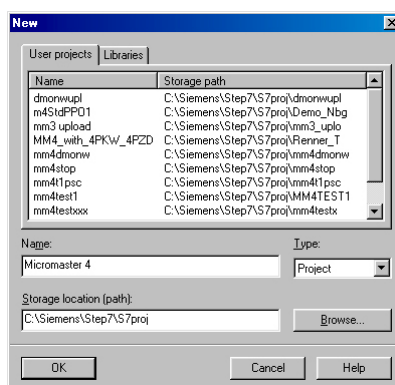 New
User projects Libraries
Name Storage path
dmonwupl C:\Siemens\Step7\S7proj\dmonwupl
m4StdPPO1 C:\Siemens\Step7\S7proj\Demo_Nbg
mm3 upload C:\Siemens\Step7\S7proj\mm3_uplo
MM4_with_4PKW_4PZD C:\Siemens\Step7\S7proj\Renner_T
mm4dmonw C:\Siemens\Step7\S7proj\mm4dmonw
mm4stop C:\Siemens\Step7\S7proj\mm4stop
mm4t1psc C:\Siemens\Step7\S7proj\mm4t1psc
mm4test1 C:\Siemens\Step7\S7proj\MM4TEST1
mm4testxxx C:\Siemens\Step7\S7proj\mm4testx
Name: Type:
Micromaster 4 Project
Storage location (path):
C:\Siemens\Step7\S7proj Browse...
OK Cancel Help